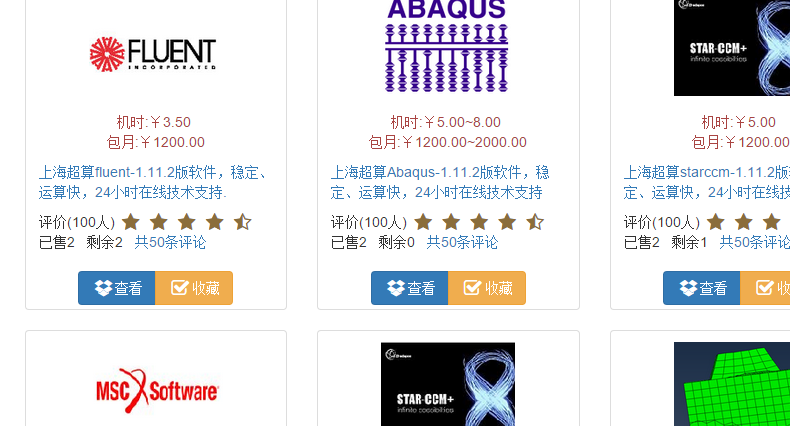 FLUENT
INCORPORATED
机时:￥3.50
包月:￥1200.00
上海超算fluent-1.11.2版软件，稳定、
运算快，24小时在线技术支持.
评价(100人)
已售2 剩余2 共50条评论
查看 收藏
ABAQUS
机时:￥5.00~8.00
包月:￥1200.00~2000.00
上海超算Abaqus-1.11.2版软件，稳
定、运算快，24小时在线技术支持
评价(100人)
已售2 剩余0 共50条评论
查看 收藏
STAR-CCM+
infinite possibilities
机时:￥5.00
包月:￥1200.00
上海超算starccm-1.11.2版
定、运算快，24小时在线技
评价(100人)
已售2 剩余1 共50条评论
查看 收
MSC Software
STAR-CCM+
infinite possibilities